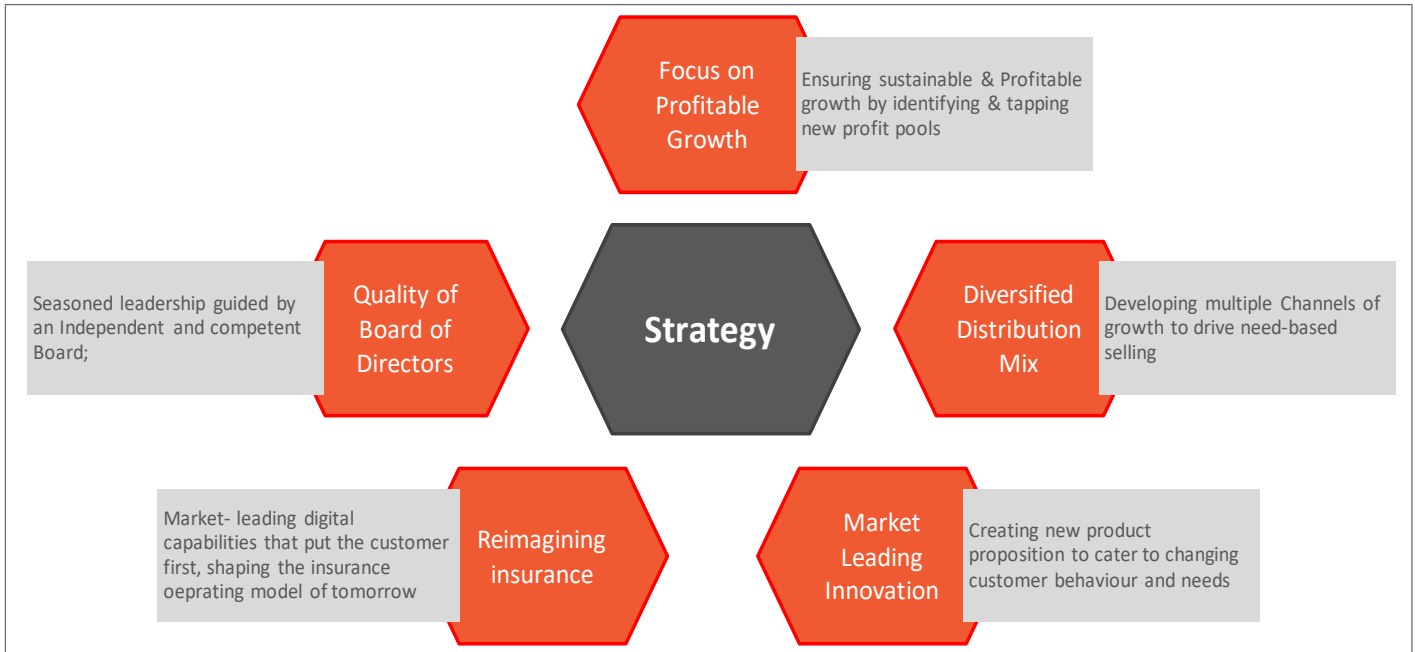 Focus on
Profitable
Growth
Ensuring sustainable & Profitable
growth by identifying & tapping
new profit pools
Seasoned leadership guided by
an Independent and competent
Board;
Quality of
Board of
Directors
Strategy
Diversified
Distribution
Mix
Developing multiple Channels of
growth to drive need-based
selling
Market- leading digital
capabilities that put the customer
first, shaping the insurance
oeprating model of tomorrow
Reimagining
insurance
Market
Leading
Innovation
Creating new product
proposition to cater to changing
customer behaviour and needs